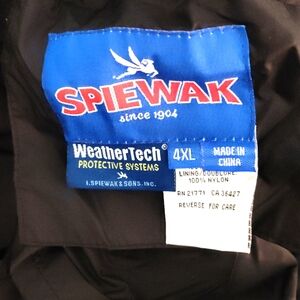 SPIEWAK
since 1904
WeatherTech®
PROTECTIVE SYSTEMS
I. SPIEWAK & SONS, INC.
4XL
MADE IN
CHINA
LINING/DOUBLURE
100% NYLON
RN 21771 CA 36427
REVERSE FOR CARE